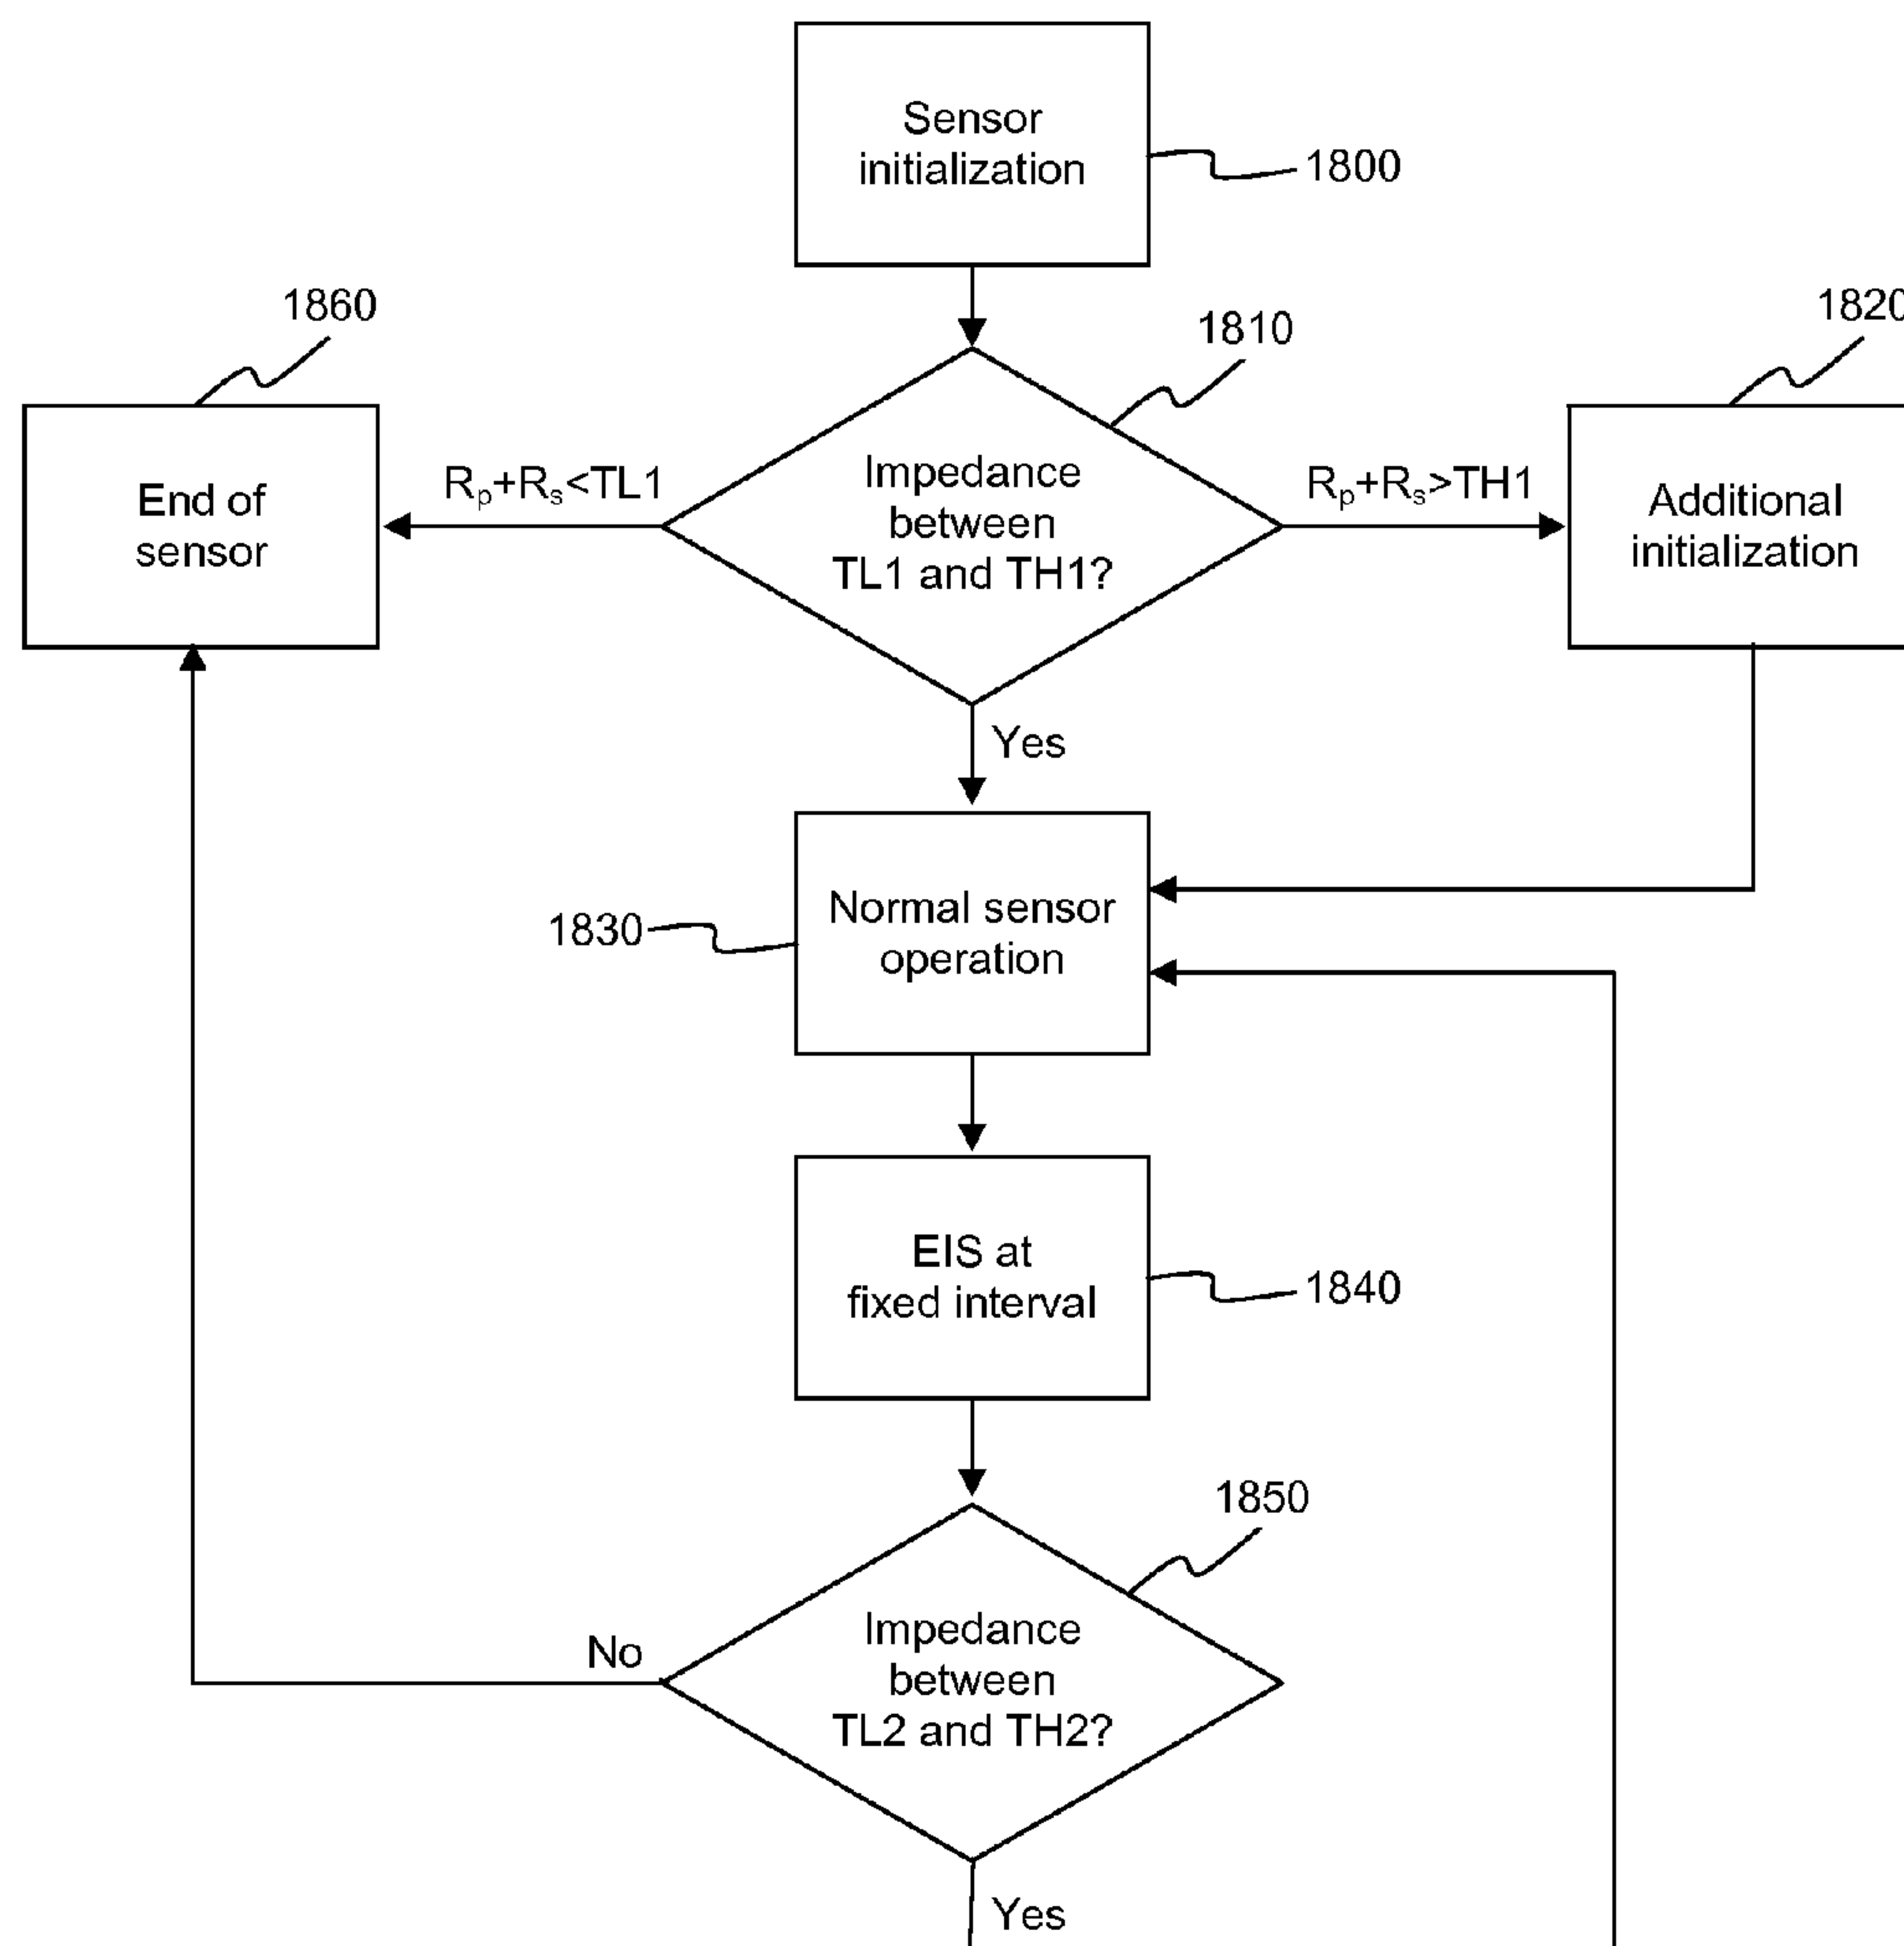 Sensor
initialization
1800
1860
1810
1820
End of
sensor
Rₚ+Rₛ<TL1
Impedance
between
TL1 and TH1?
Rₚ+Rₛ>TH1
Additional
initialization
Yes
1830
Normal sensor
operation
EIS at
fixed interval
1840
1850
No
Impedance
between
TL2 and TH2?
Yes